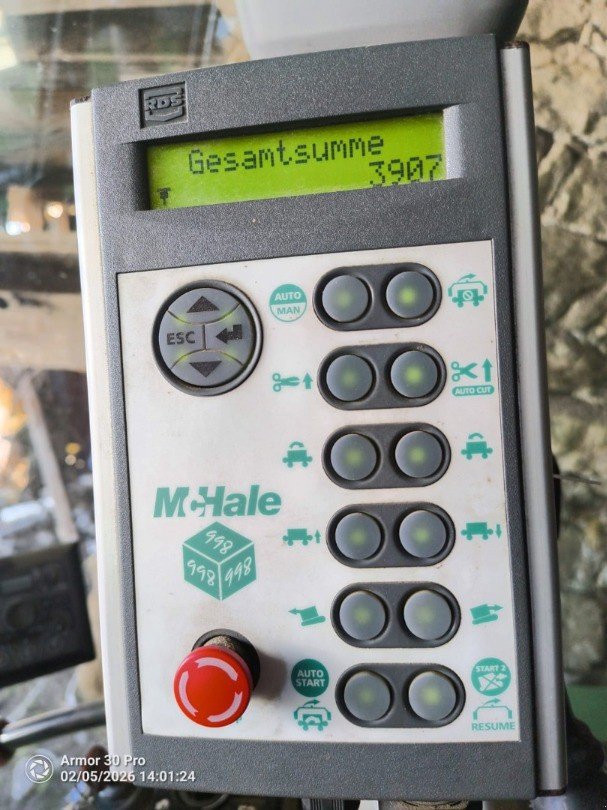 RDS
Gesamtsumme
3907
AUTO
MAN
ESC
AUTO CUT
McHale
998
998 998
AUTO
START
START 2
RESUME
Armor 30 Pro
02/05/2026 14:01:24